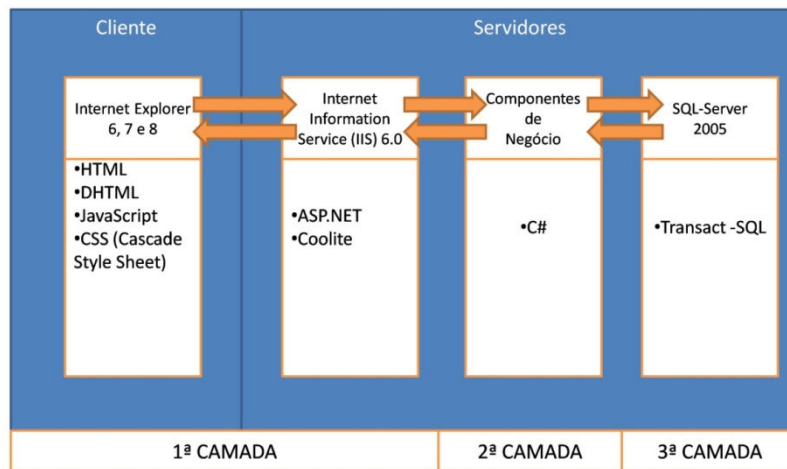 Cliente
Servidores
Internet Explorer
6, 7 e 8
Internet
Information
Service (IIS) 6.0
Componentes
de
Negócio
SQL-Server
2005
•HTML
•DHTML
•JavaScript
•CSS (Cascade
Style Sheet)
•ASP.NET
•Coolite
•C#
•Transact -SQL
1ª CAMADA
2ª CAMADA
3ª CAMADA